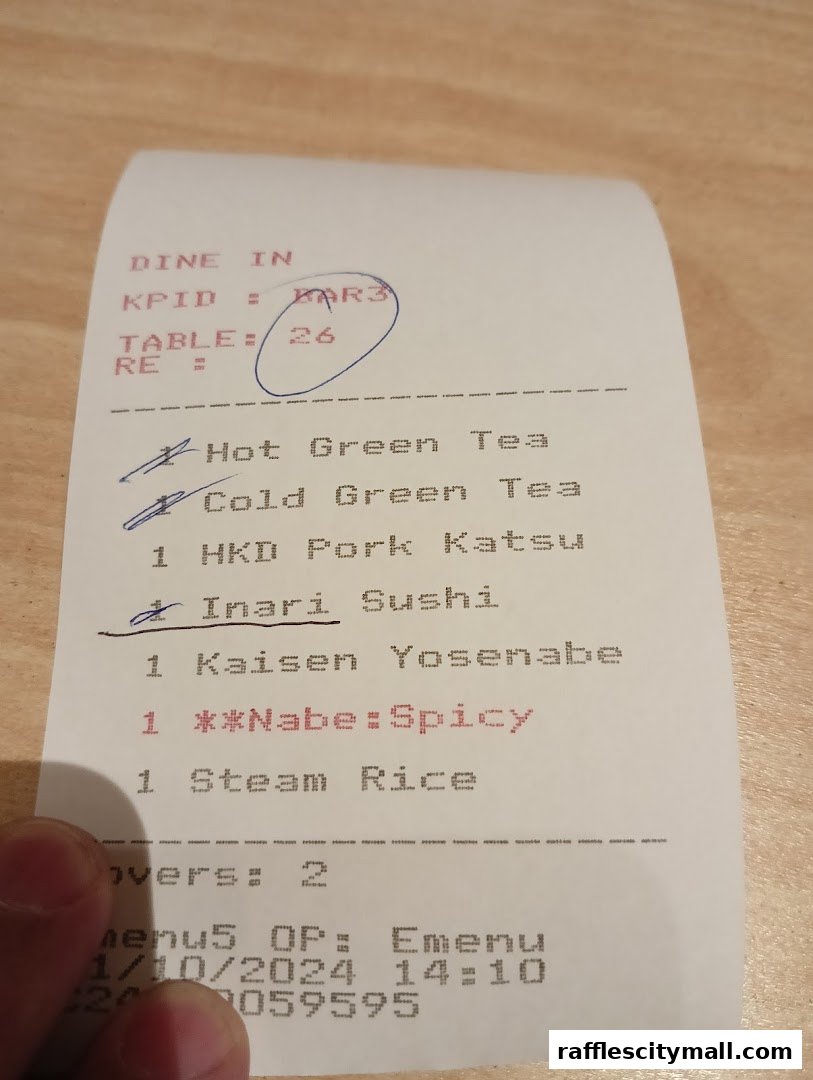 DINE IN
KPID : BAR3
TABLE: 26
RE :
1 Hot Green Tea
1 Cold Green Tea
1 HKD Pork Katsu
1 Inari Sushi
1 Kaisen Yosenabe
1 **Nabe:Spicy
1 Steam Rice
overs: 2
menu5 OP: Emenu
1/10/2024 14:10
059595
rafflescitymall.com